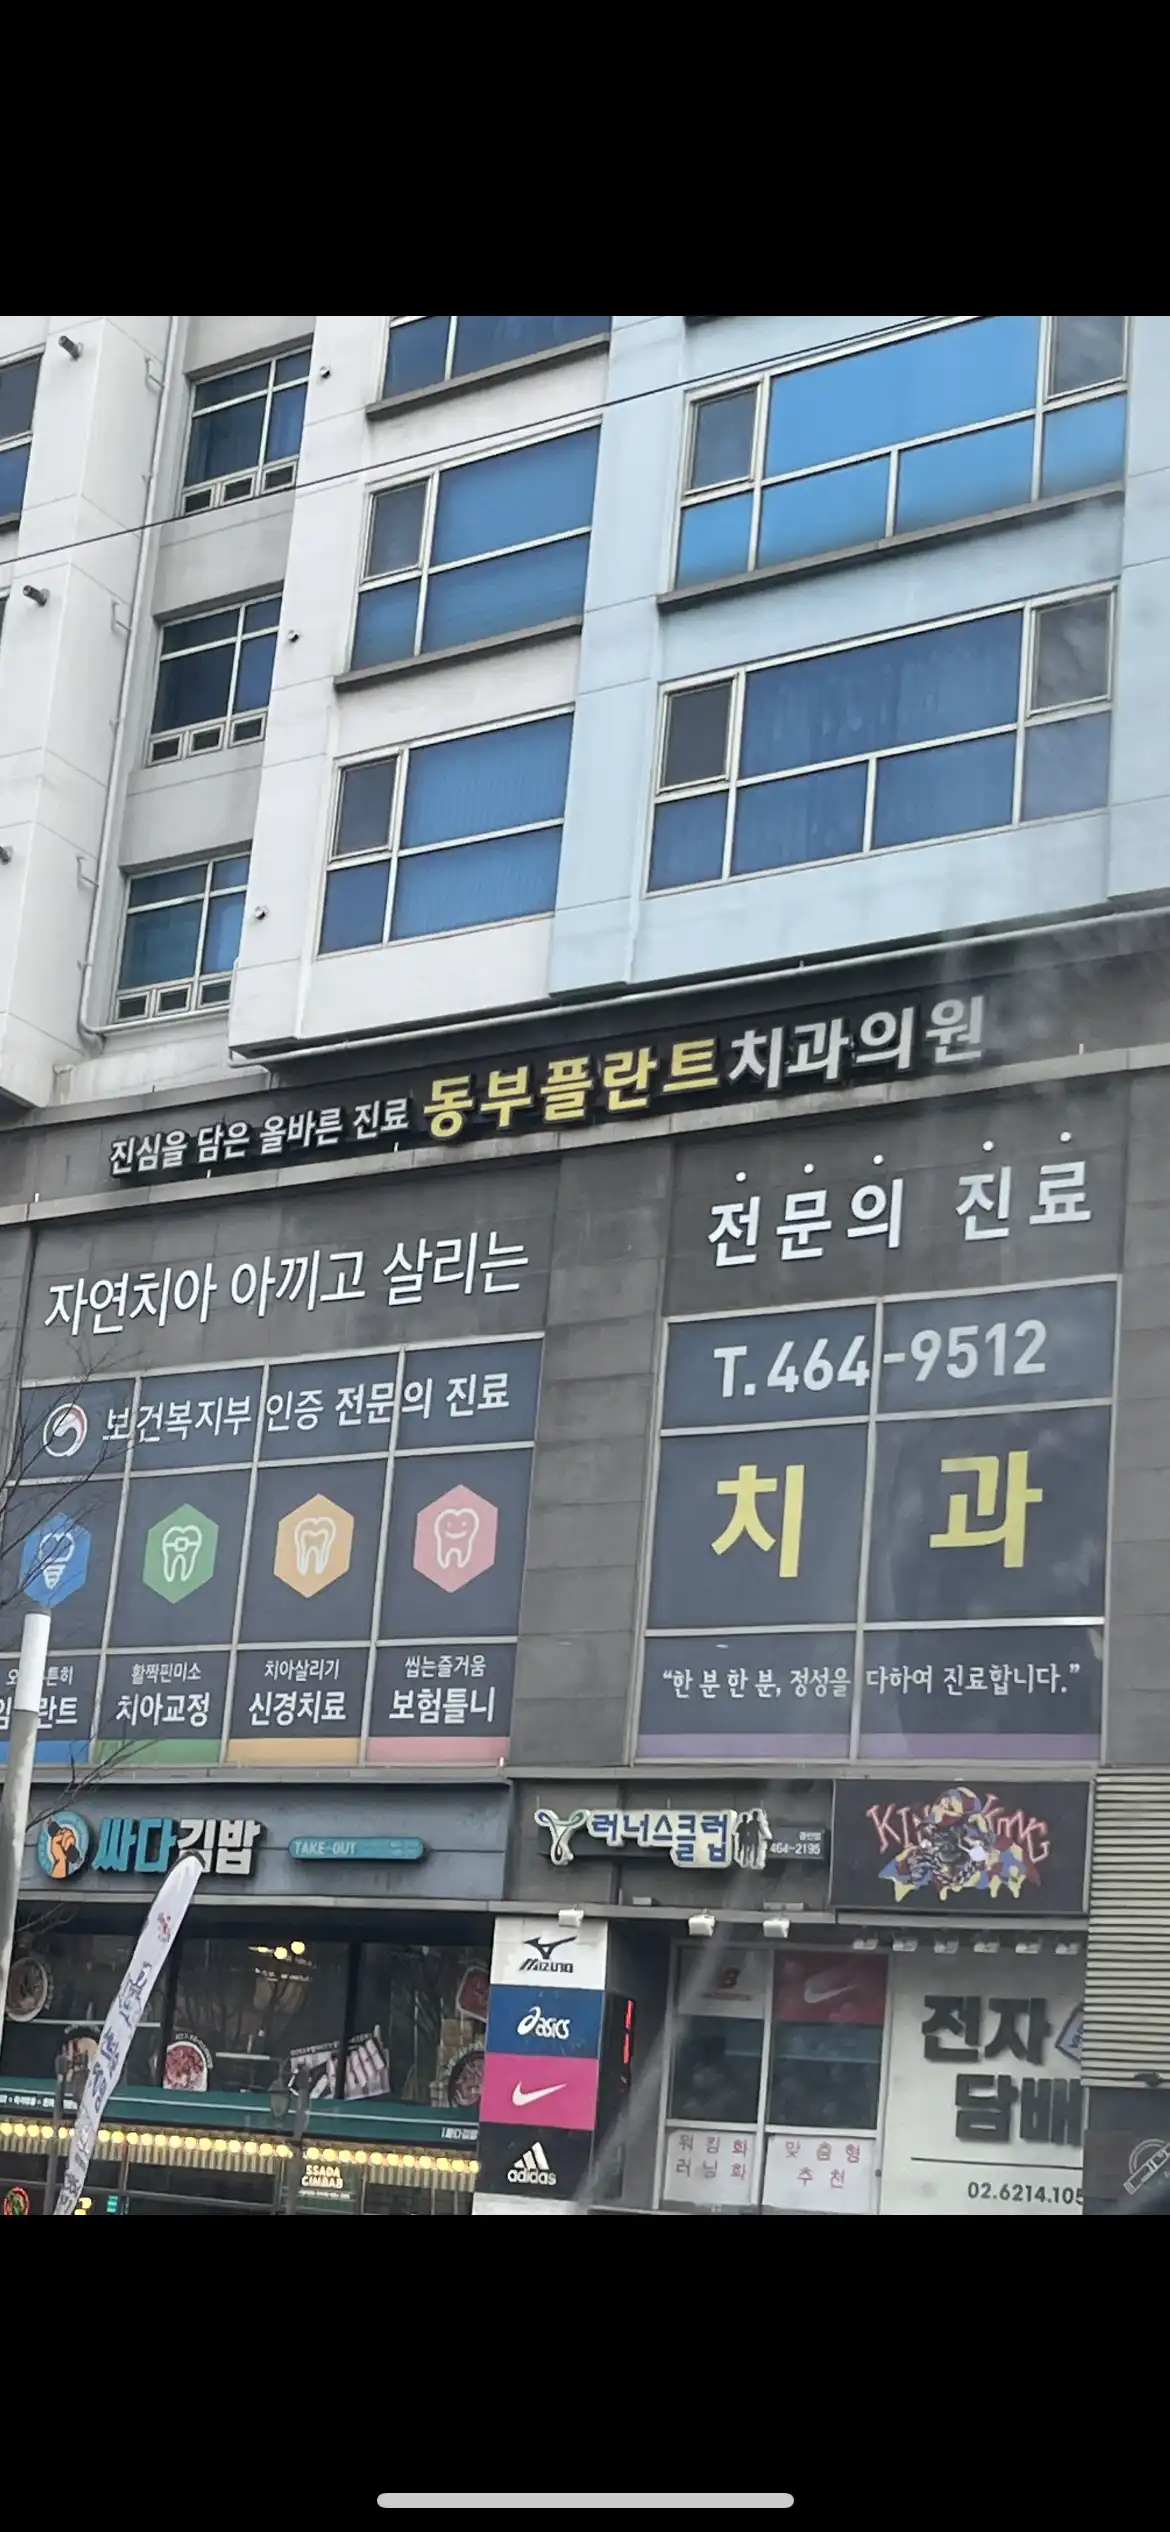 진심을 담은 올바른 진료 동부플란트치과의원
전문의 진료
자연치아 아끼고 살리는
T.464-9512
보건복지부 인증 전문의 진료
치과
활짝핀미소
치아교정
치아살리기
신경치료
씹는즐거움
보험틀니
“한 분 한 분, 정성을 다하여 진료합니다.”
싸다김밥
TAKE-OUT
러너스클럽
464-2195
KING KONG
MIZUNO
asics
adidas
워킹화
러닝화
맞춤형
추천
전자
담배
02.6214.105
SSADA
GIMBAB